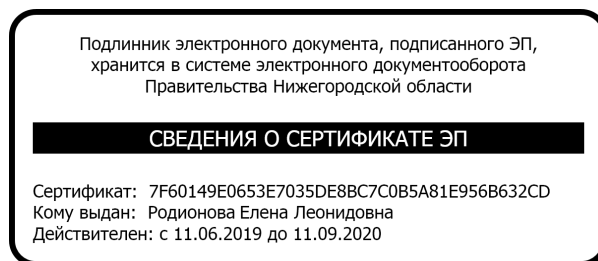 Подлинник электронного документа, подписанного ЭП,
хранится в системе электронного документооборота
Правительства Нижегородской области
СВЕДЕНИЯ О СЕРТИФИКАТЕ ЭП
Сертификат: 7F60149E0653E7035DE8BC7C0B5A81E956B632CD
Кому выдан: Родионова Елена Леонидовна
Действителен: с 11.06.2019 до 11.09.2020